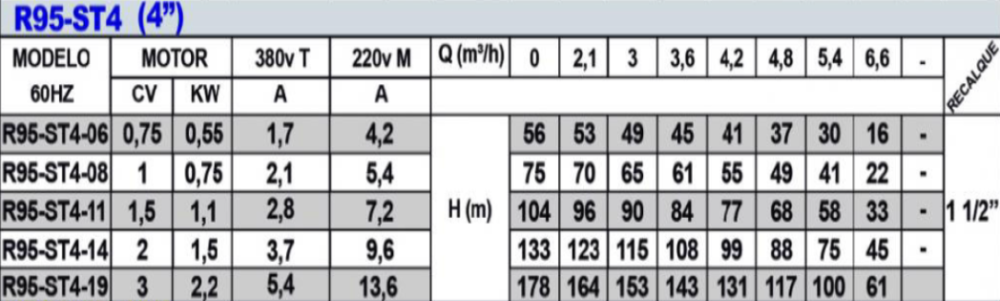 R95-ST4 (4”)
MODELO MOTOR 380v T 220v M Q (m³/h) 0 2,1 3 3,6 4,2 4,8 5,4 6,6 - RECALQUE
60HZ CV KW A A
R95-ST4-06 0,75 0,55 1,7 4,2 56 53 49 45 41 37 30 16 -
R95-ST4-08 1 0,75 2,1 5,4 75 70 65 61 55 49 41 22 -
R95-ST4-11 1,5 1,1 2,8 7,2 H (m) 104 96 90 84 77 68 58 33 - 1 1/2”
R95-ST4-14 2 1,5 3,7 9,6 133 123 115 108 99 88 75 45 -
R95-ST4-19 3 2,2 5,4 13,6 178 164 153 143 131 117 100 61